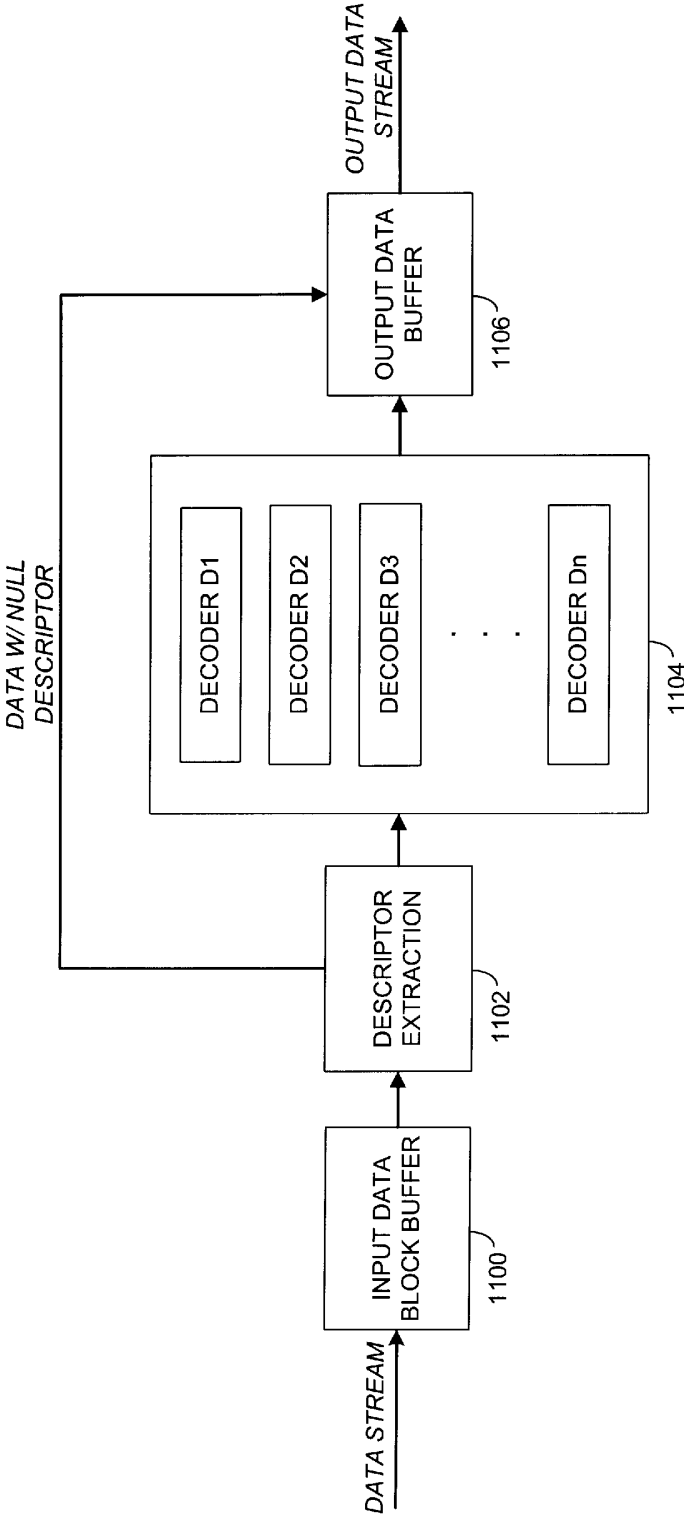 DATA STREAM
INPUT DATA
BLOCK BUFFER
1100
DESCRIPTOR
EXTRACTION
1102
DATA W/ NULL
DESCRIPTOR
DECODER D1
DECODER D2
DECODER D3
. . .
DECODER Dn
1104
OUTPUT DATA
BUFFER
1106
OUTPUT DATA
STREAM